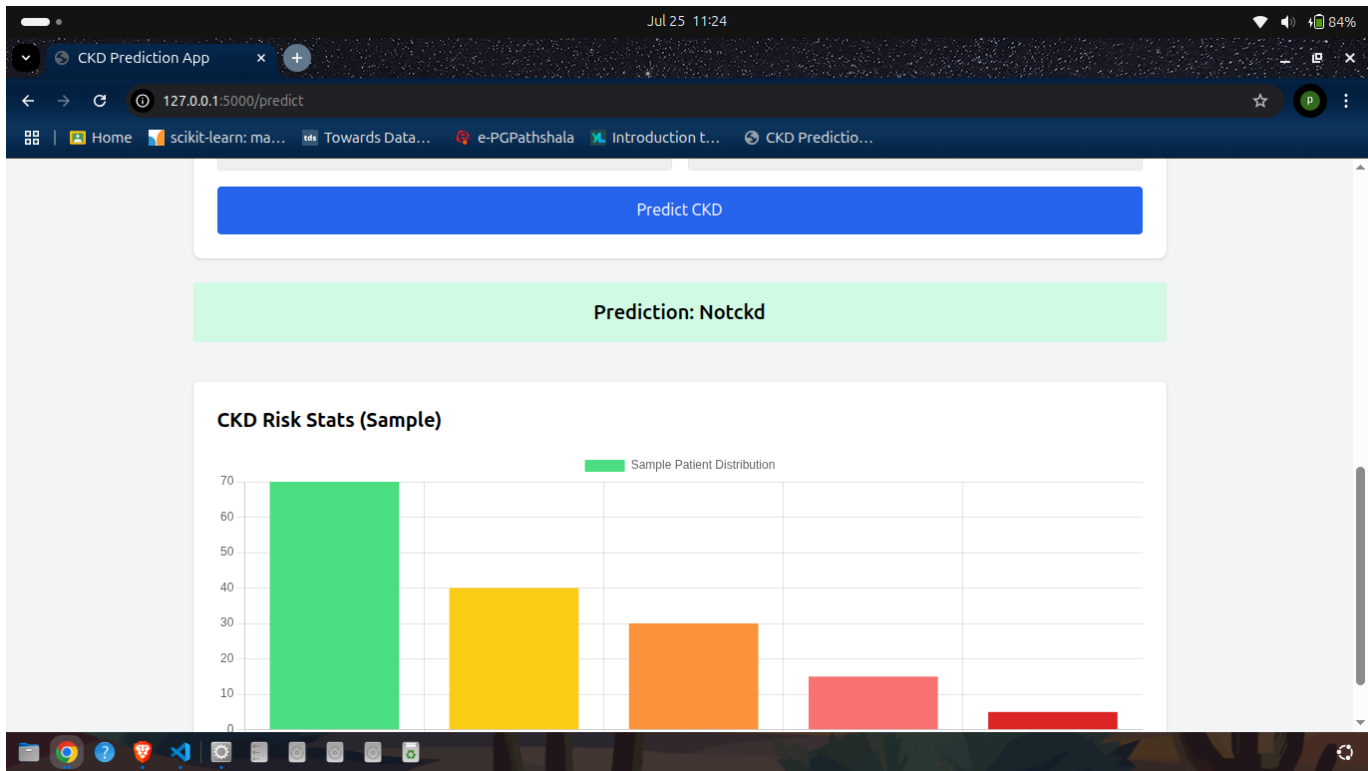 Jul 25 11:24
84%
CKD Prediction App
127.0.0.1:5000/predict
P
Home
scikit-learn: ma...
tds Towards Data...
e-PGPathshala
Introduction t...
CKD Predictio...
Predict CKD
Prediction: Notckd
CKD Risk Stats (Sample)
Sample Patient Distribution
70
60
50
40
30
20
10
0